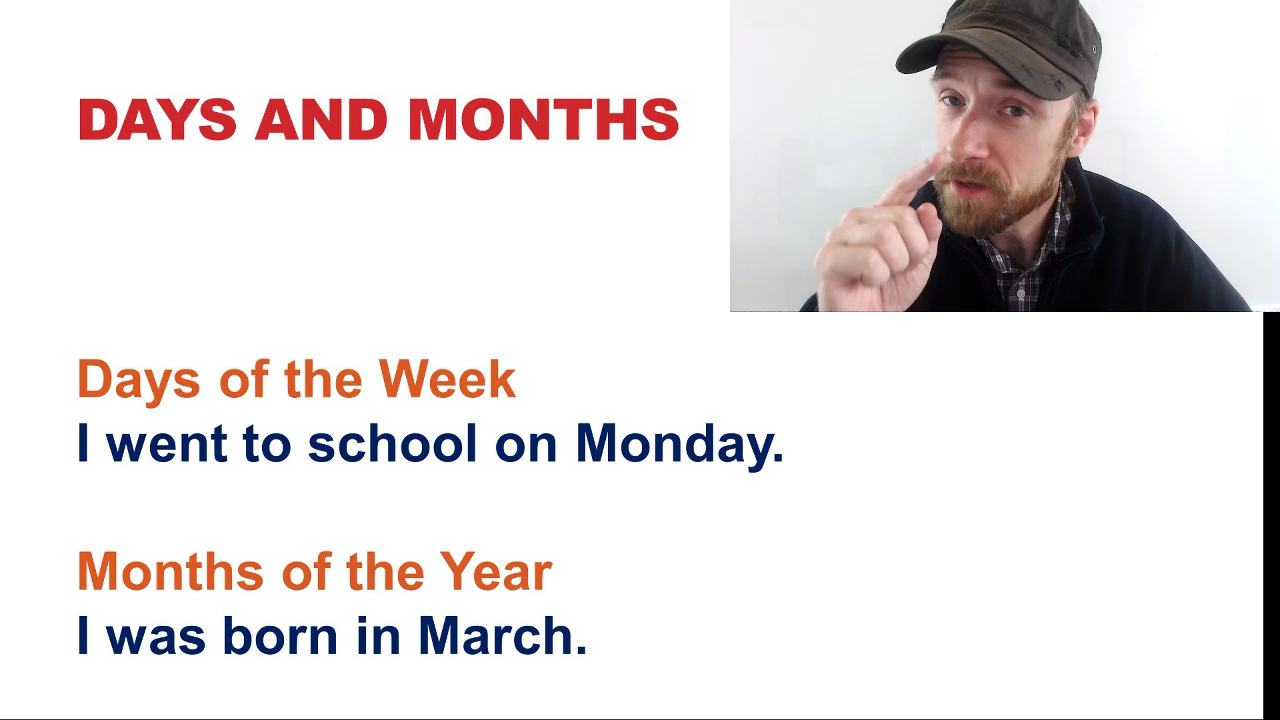 DAYS AND MONTHS
Days of the Week
I went to school on Monday.
Months of the Year
I was born in March.